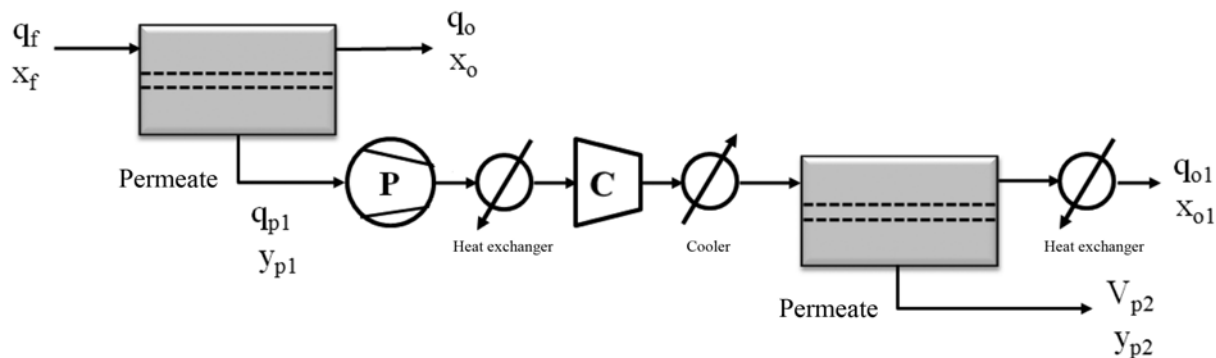 q_f
x_f
q_o
x_o
Permeate
q_p1
y_p1
P
Heat exchanger
C
Cooler
Permeate
Heat exchanger
q_o1
x_o1
V_p2
y_p2